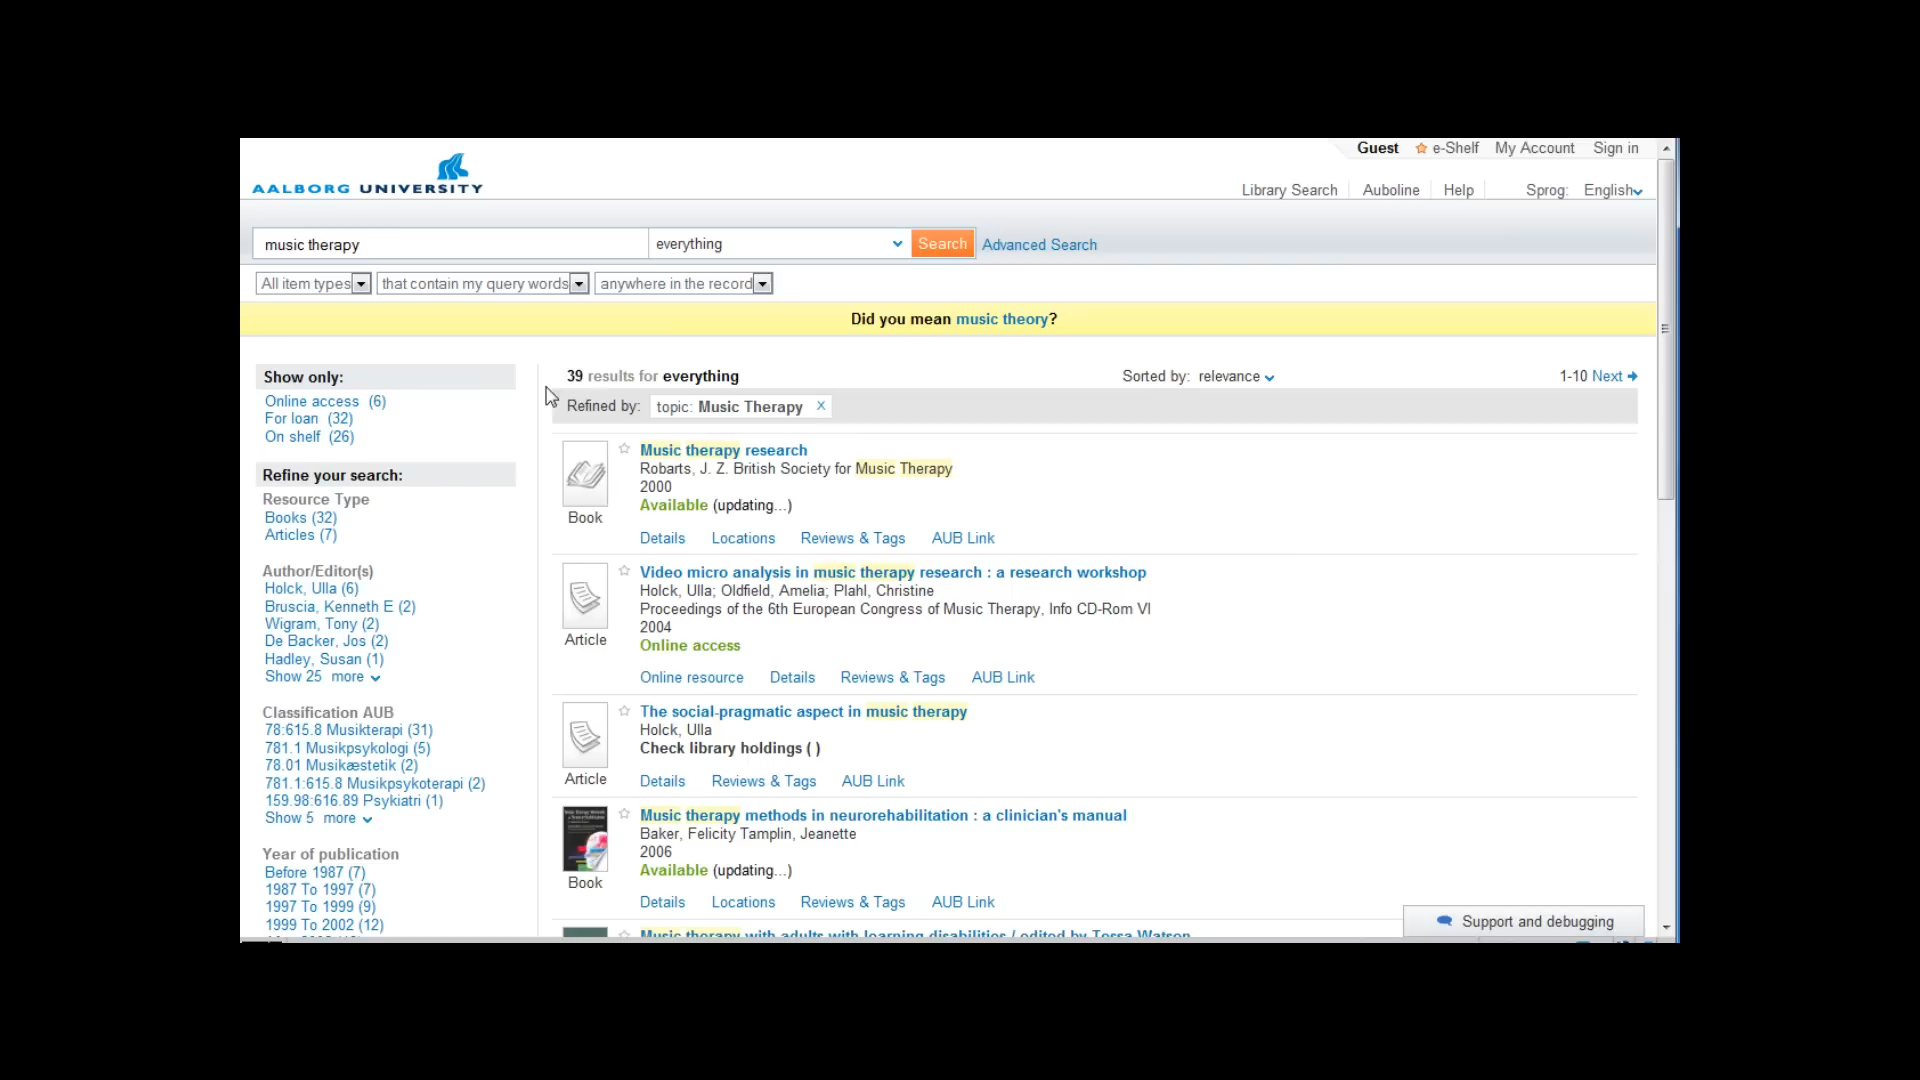 Guest e-Shelf My Account Sign in
AALBORG UNIVERSITY
Library Search Auboline Help Sprog: English
music therapy everything Search Advanced Search
All item types that contain my query words anywhere in the record
Did you mean music theory?
Show only:
Online access (6)
For loan (32)
On shelf (26)
Refine your search:
Resource Type
Books (32)
Articles (7)
Author/Editor(s)
Holck, Ulla (6)
Bruscia, Kenneth E (2)
Wigram, Tony (2)
De Backer, Jos (2)
Hadley, Susan (1)
Show 25 more
Classification AUB
78:615.8 Musikterapi (31)
781.1 Musikpsykologi (5)
78.01 Musikæstetik (2)
781.1:615.8 Musikpsykoterapi (2)
159.98:616.89 Psykiatri (1)
Show 5 more
Year of publication
Before 1987 (7)
1987 To 1997 (7)
1997 To 1999 (9)
1999 To 2002 (12)
39 results for everything Sorted by: relevance 1-10 Next
Refined by: topic: Music Therapy X
Music therapy research
Robarts, J. Z. British Society for Music Therapy
2000
Available (updating...)
Book
Details Locations Reviews & Tags AUB Link
Video micro analysis in music therapy research : a research workshop
Holck, Ulla; Oldfield, Amelia; Plahl, Christine
Proceedings of the 6th European Congress of Music Therapy, Info CD-Rom VI
2004
Article
Online access
Online resource Details Reviews & Tags AUB Link
The social-pragmatic aspect in music therapy
Holck, Ulla
Check library holdings ( )
Article
Details Reviews & Tags AUB Link
Music therapy methods in neurorehabilitation : a clinician's manual
Baker, Felicity Tamplin, Jeanette
2006
Available (updating...)
Book
Details Locations Reviews & Tags AUB Link
Support and debugging
Music therapy with adults with learning disabilities / edited by Tessa Watson